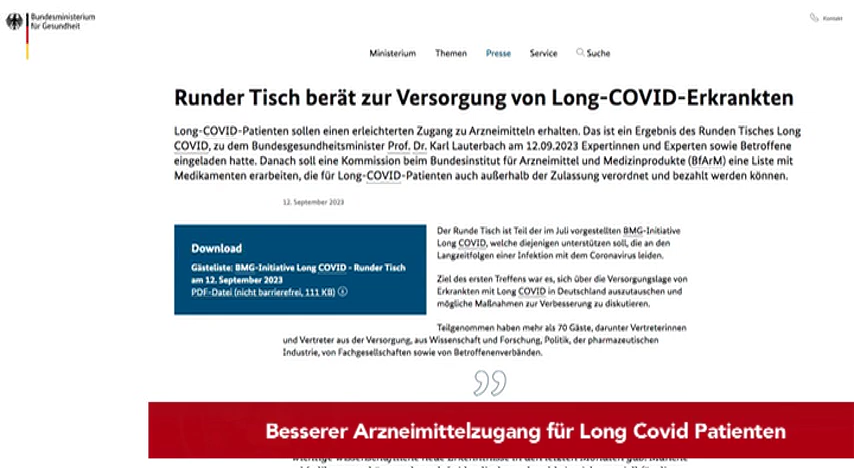 Bundesministerium
für Gesundheit
Kontakt
Ministerium Themen Presse Service Suche
Runder Tisch berät zur Versorgung von Long-COVID-Erkrankten
Long-COVID-Patienten sollen einen erleichterten Zugang zu Arzneimitteln erhalten. Das ist ein Ergebnis des Runden Tisches Long
COVID, zu dem Bundesgesundheitsminister Prof. Dr. Karl Lauterbach am 12.09.2023 Expertinnen und Experten sowie Betroffene
eingeladen hatte. Danach soll eine Kommission beim Bundesinstitut für Arzneimittel und Medizinprodukte (BfArM) eine Liste mit
Medikamenten erarbeiten, die für Long-COVID-Patienten auch außerhalb der Zulassung verordnet und bezahlt werden können.
12. September 2023
Download
Gästeliste: BMG-Initiative Long COVID - Runder Tisch
am 12. September 2023
PDF-Datei (nicht barrierefrei, 111 KB)
Der Runde Tisch ist Teil der im Juli vorgestellten BMG-Initiative
Long COVID, welche diejenigen unterstützen soll, die an den
Langzeitfolgen einer Infektion mit dem Coronavirus leiden.
Ziel des ersten Treffens war es, sich über die Versorgungslage von
Erkrankten mit Long COVID in Deutschland auszutauschen und
mögliche Maßnahmen zur Verbesserung zu diskutieren.
Teilgenommen haben mehr als 70 Gäste, darunter Vertreterinnen
und Vertreter aus der Versorgung, aus Wissenschaft und Forschung, Politik, der pharmazeutischen
Industrie, von Fachgesellschaften sowie von Betroffenenverbänden.
Besserer Arzneimittelzugang für Long Covid Patienten